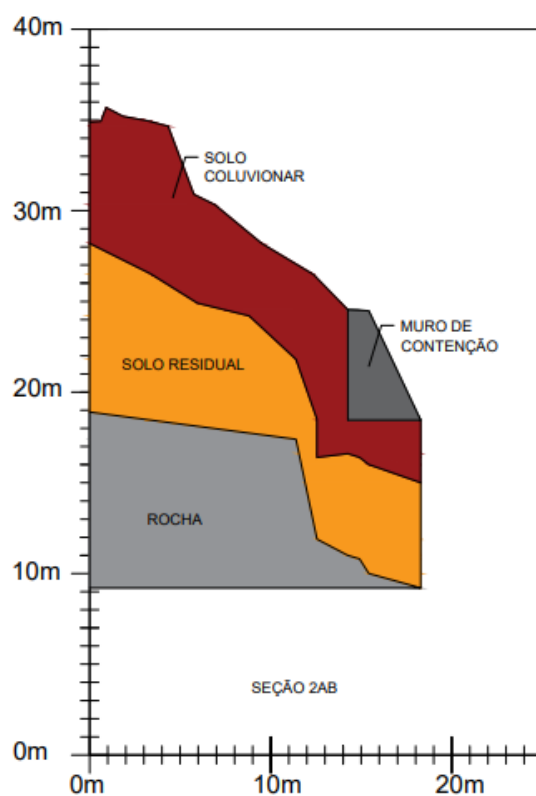 40m
SOLO
COLUVIONAR
30m
MURO DE
CONTENÇÃO
SOLO RESIDUAL
20m
ROCHA
10m
SEÇÃO 2AB
0m
0m 10m 20m